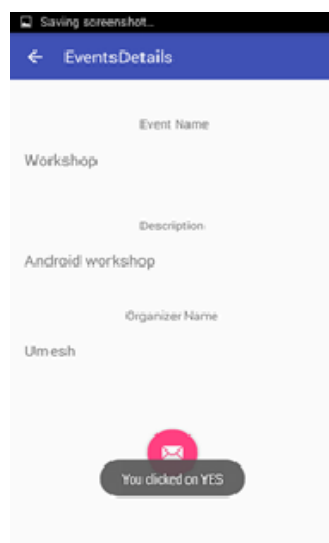 Saving screenshot...
EventsDetails
Event Name
Workshop
Description
Android workshop
Organizer Name
Umesh
You clicked on YES